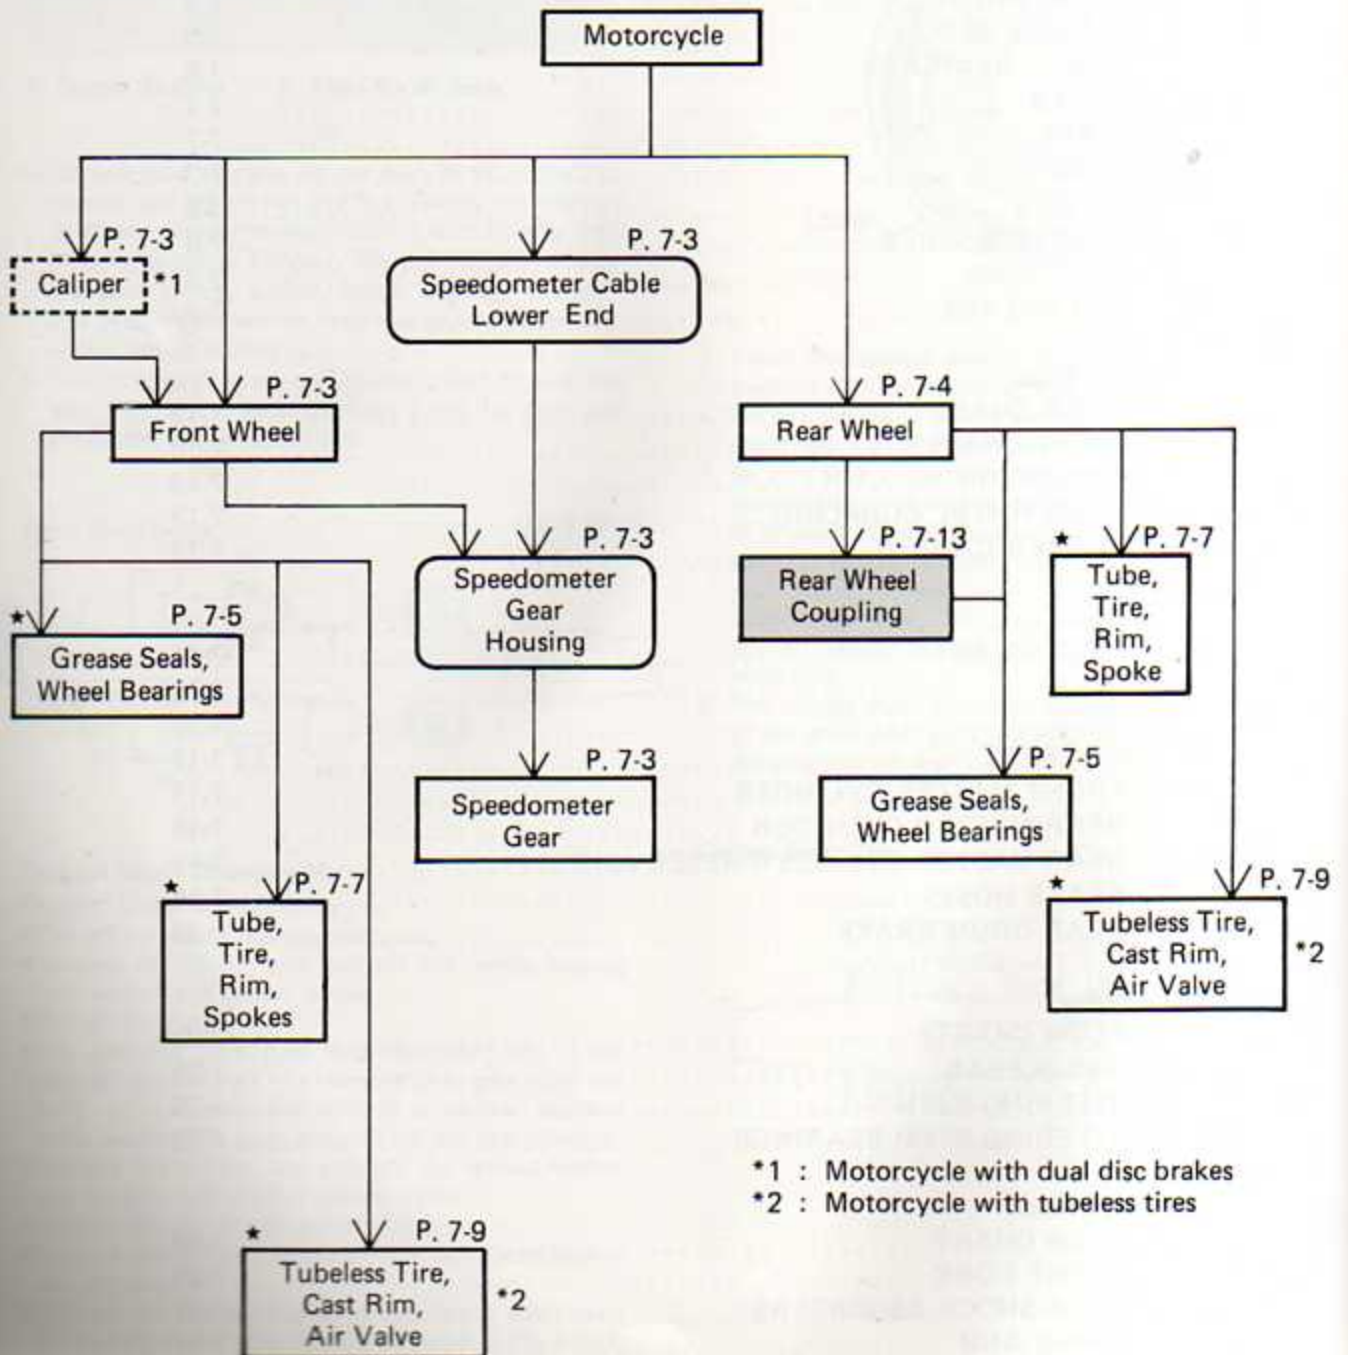 Motorcycle
P. 7-3
Caliper *1
P. 7-3
Speedometer Cable
Lower End
P. 7-3
Front Wheel
P. 7-4
Rear Wheel
P. 7-3
Speedometer
Gear
Housing
P. 7-13
Rear Wheel
Coupling
★ P. 7-7
Tube,
Tire,
Rim,
Spoke
★ P. 7-5
Grease Seals,
Wheel Bearings
P. 7-3
Speedometer
Gear
P. 7-5
Grease Seals,
Wheel Bearings
★ P. 7-7
Tube,
Tire,
Rim,
Spokes
★ P. 7-9
Tubeless Tire,
Cast Rim,
Air Valve
*2
*1 : Motorcycle with dual disc brakes
*2 : Motorcycle with tubeless tires
★ P. 7-9
Tubeless Tire,
Cast Rim,
Air Valve
*2